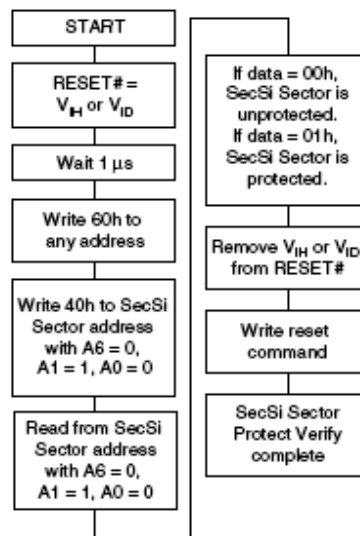 START
RESET# =
VIH or VID
Wait 1 µs
Write 60h to
any address
Write 40h to SecSi
Sector address
with A6 = 0,
A1 = 1, A0 = 0
Read from SecSi
Sector address
with A6 = 0,
A1 = 1, A0 = 0
If data = 00h,
SecSi Sector is
unprotected.
If data = 01h,
SecSi Sector is
protected.
Remove VIH or VID
from RESET#
Write reset
command
SecSi Sector
Protect Verify
complete